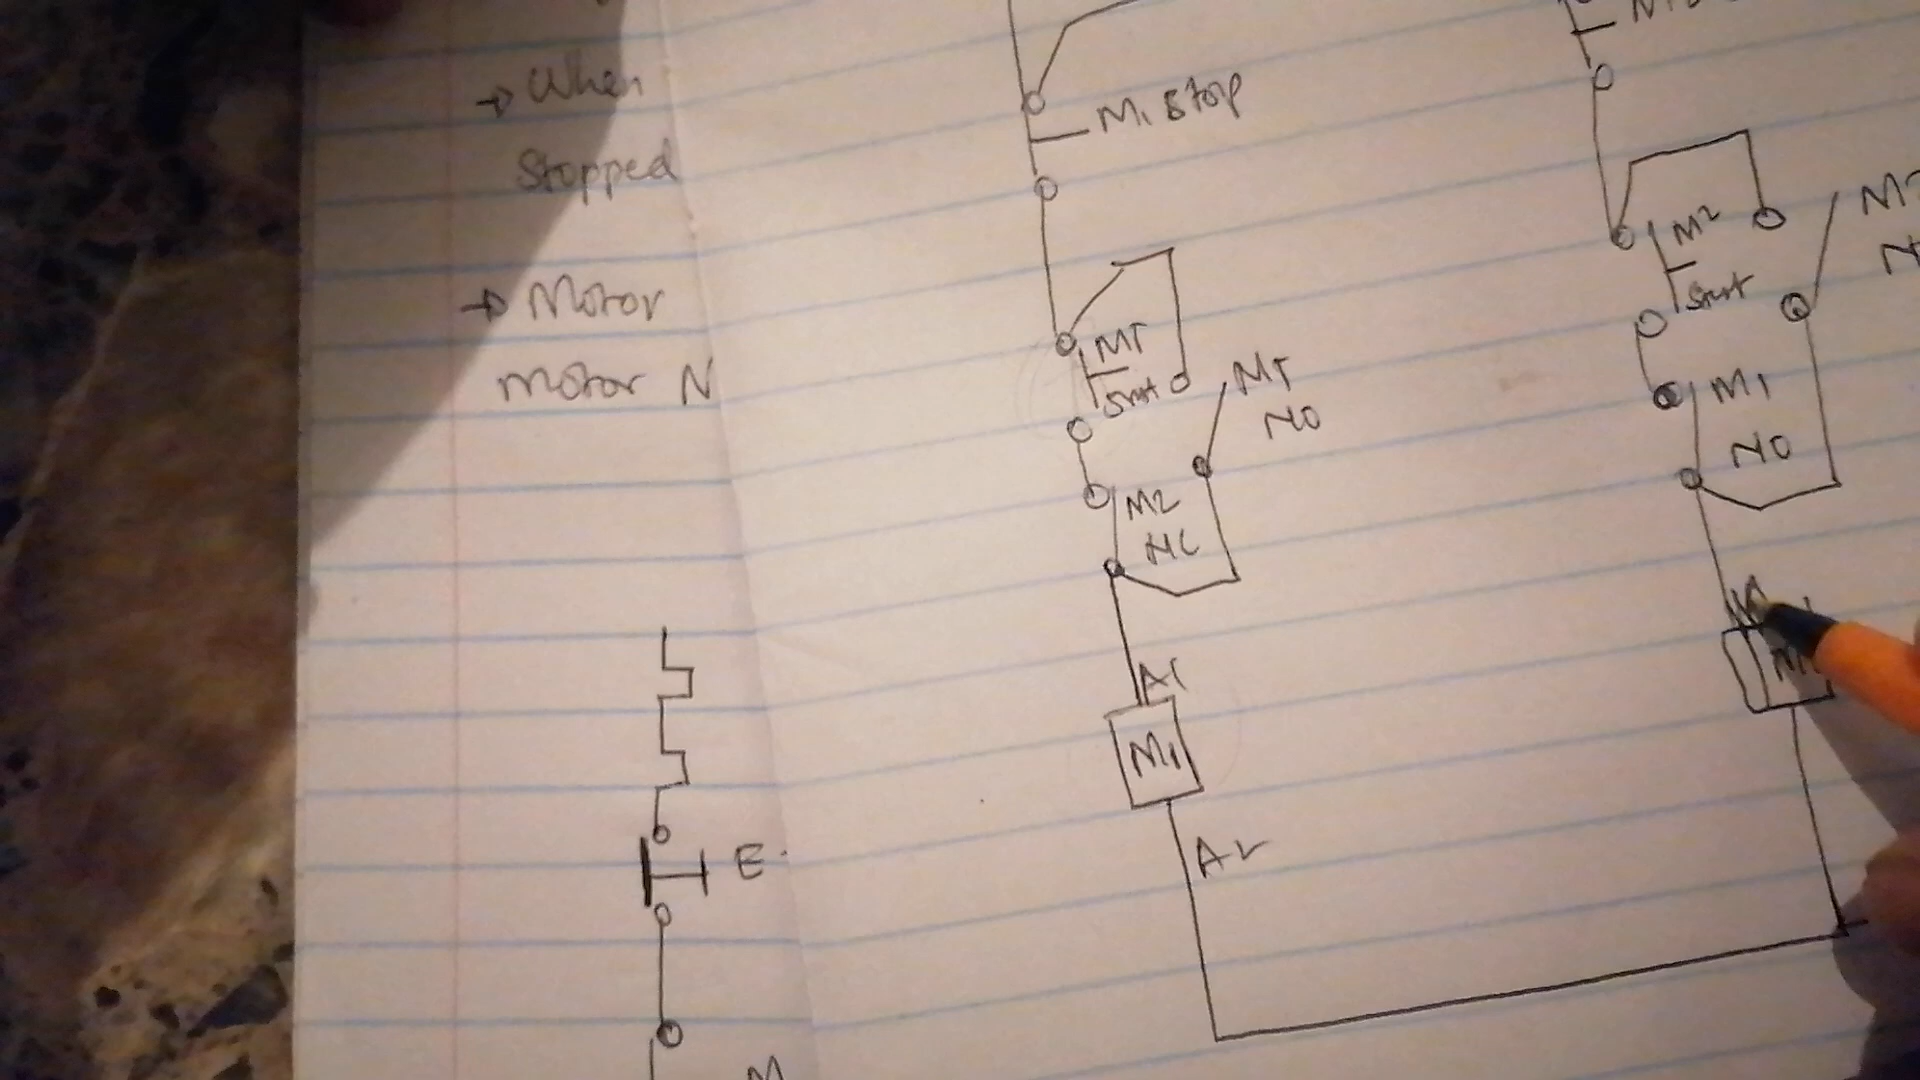 → When
Stopped
→ Motor
Motor N
M1 Stop
M1
Start
M1
NO
M2
NC
A1
M1
A2
E.
M
M2
Start
M1
NO